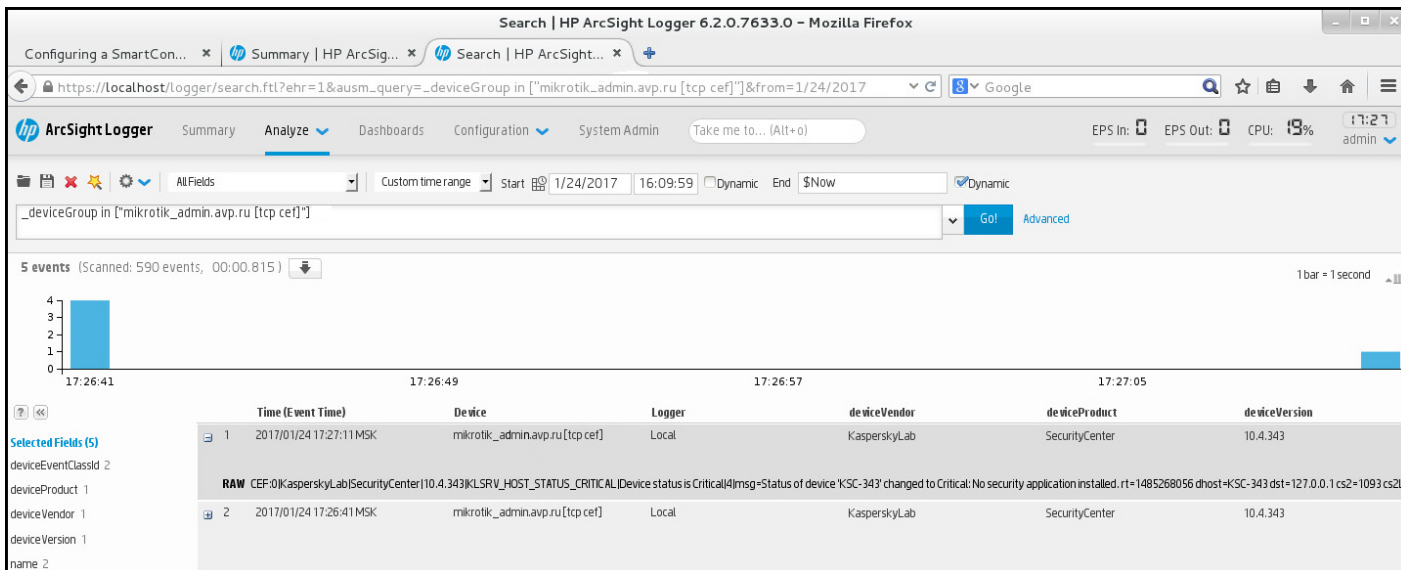 Search | HP ArcSight Logger 6.2.0.7633.0 - Mozilla Firefox
Configuring a SmartCon... × hp Summary | HP ArcSig... × hp Search | HP ArcSight... ×
https://localhost/logger/search.ftl?ehr=1&ausm_query=_deviceGroup in ["mikrotik_admin.avp.ru [tcp cef]"]&from=1/24/2017 8 Google
hp ArcSight Logger Summary Analyze Dashboards Configuration System Admin Take me to... (Alt+o) EPS In: 0 EPS Out: 0 CPU: 19% 17:27
admin
All Fields Custom time range Start 1/24/2017 16:09:59 Dynamic End $Now Dynamic
_deviceGroup in ["mikrotik_admin.avp.ru [tcp cef]"] Go! Advanced
5 events (Scanned: 590 events, 00:00.815) 1 bar = 1 second
4
3
2
1
0
17:26:41 17:26:49 17:26:57 17:27:05
? « Time (Event Time) Device Logger deviceVendor deviceProduct deviceVersion
Selected Fields (5) 1 2017/01/24 17:27:11 MSK mikrotik_admin.avp.ru [tcp cef] Local KasperskyLab SecurityCenter 10.4.343
deviceEventClassId 2
deviceProduct 1 RAW CEF:0|KasperskyLab|SecurityCenter|10.4.343|KLSRV_HOST_STATUS_CRITICAL|Device status is Critical|4|msg=Status of device 'KSC-343' changed to Critical: No security application installed. rt=1485268056 dhost=KSC-343 dst=127.0.0.1 cs2=1093 cs2L
deviceVendor 1 2 2017/01/24 17:26:41 MSK mikrotik_admin.avp.ru [tcp cef] Local KasperskyLab SecurityCenter 10.4.343
deviceVersion 1
name 2